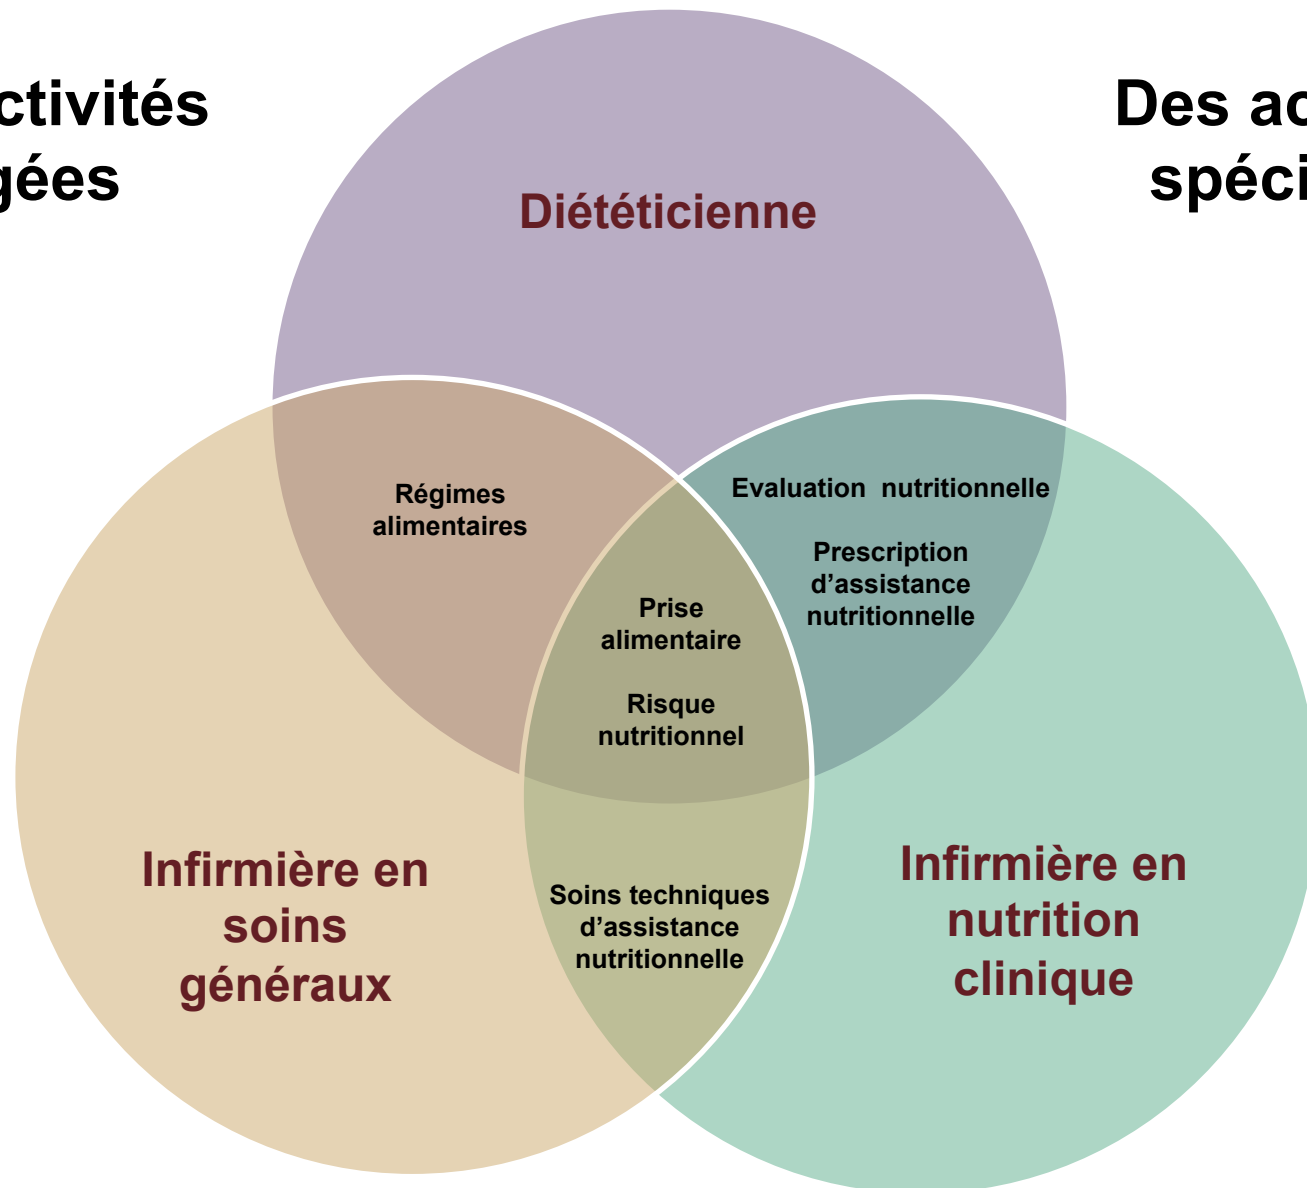 ctivités
gées
Des ac
spéci
Diététicienne
Régimes
alimentaires
Evaluation nutritionnelle
Prescription
d’assistance
nutritionnelle
Prise
alimentaire
Risque
nutritionnel
Infirmière en
soins
généraux
Soins techniques
d’assistance
nutritionnelle
Infirmière en
nutrition
clinique